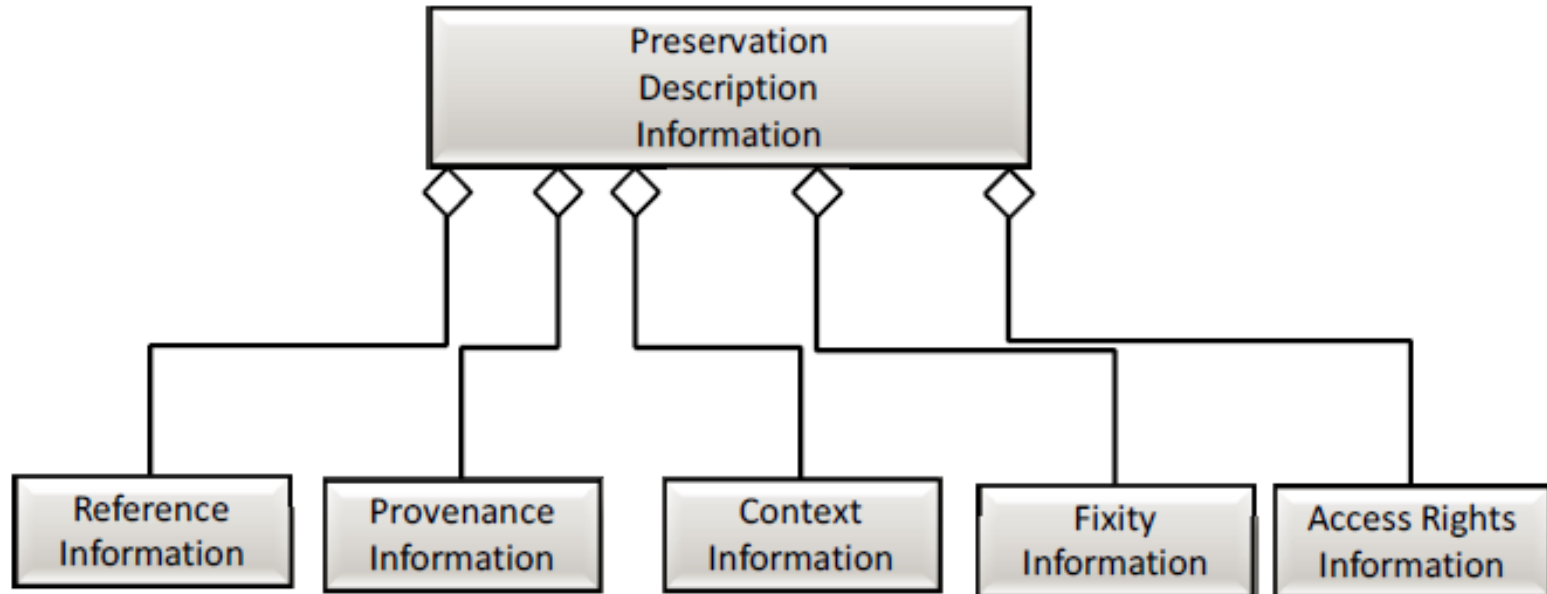 Preservation
Description
Information
Reference
Information
Provenance
Information
Context
Information
Fixity
Information
Access Rights
Information